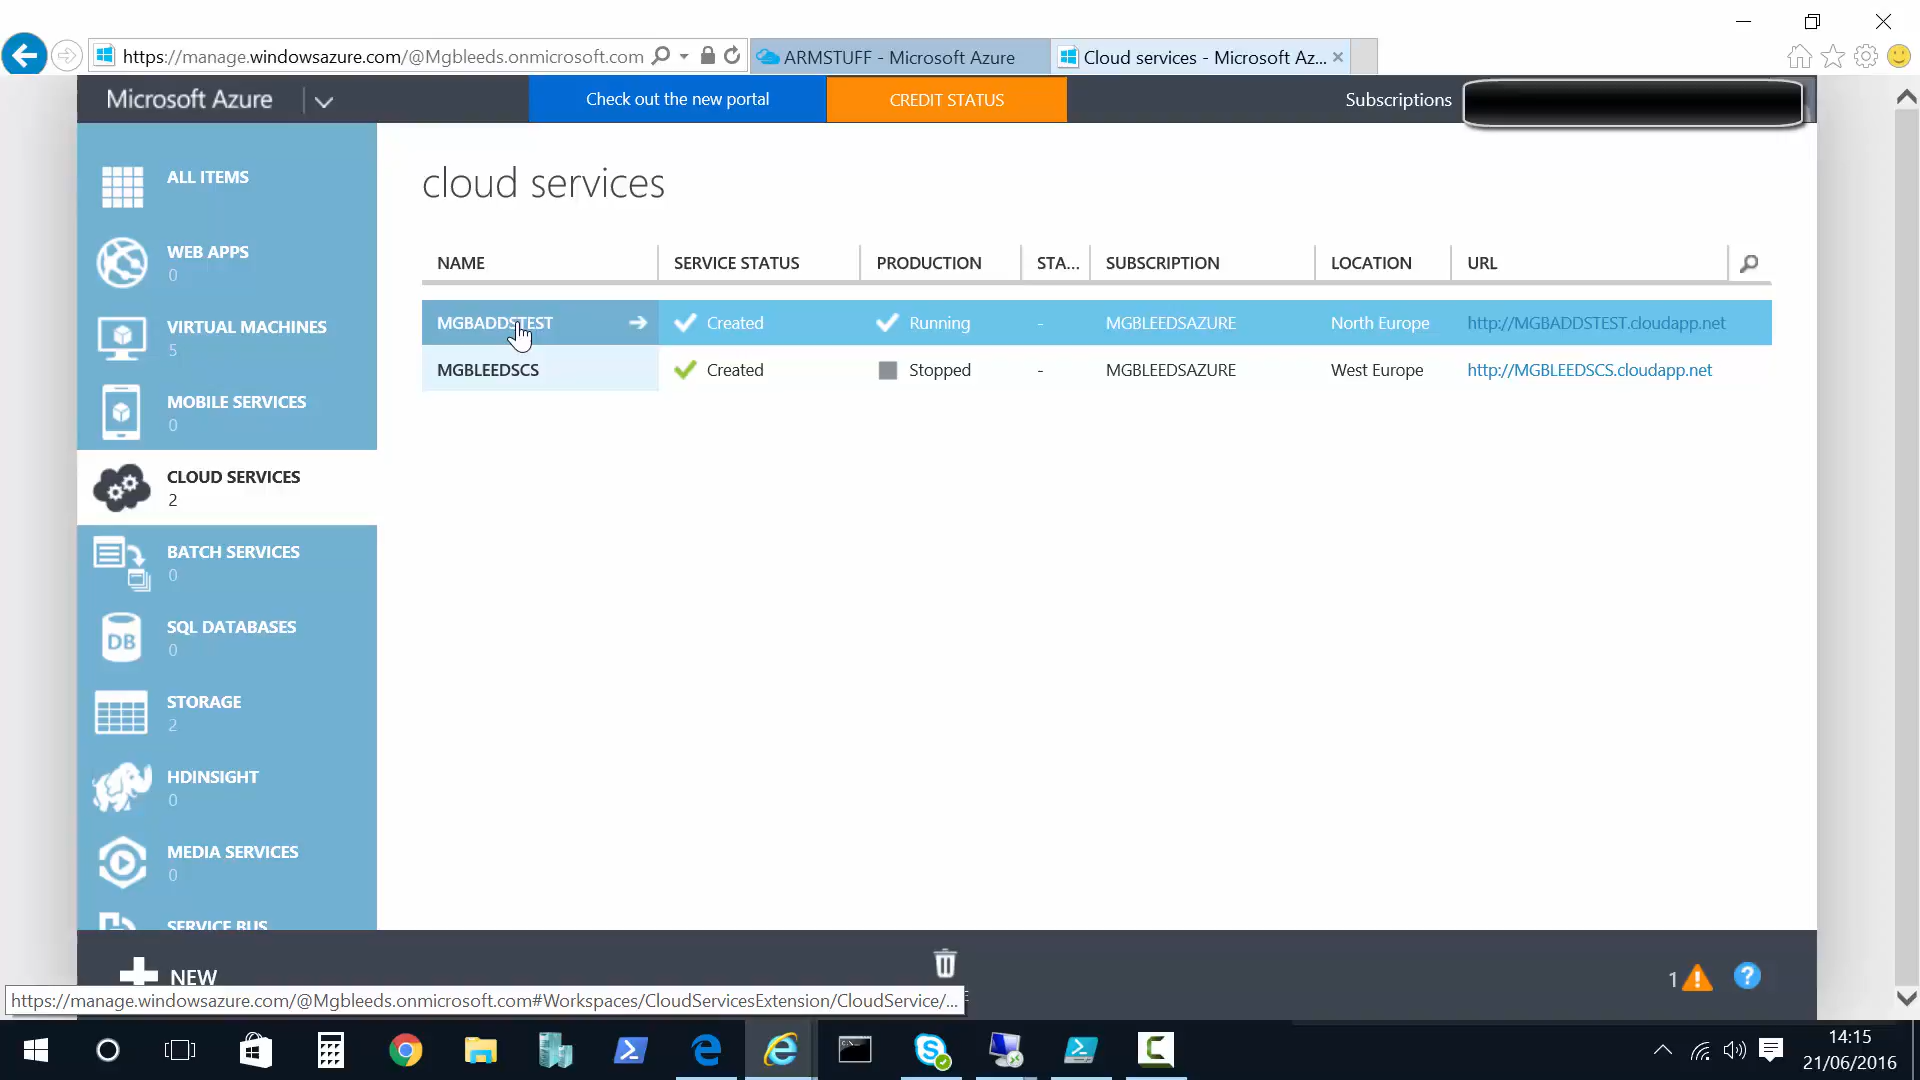 https://manage.windowsazure.com/@Mgbleeds.onmicrosoft.com
ARMSTUFF - Microsoft Azure
Cloud services - Microsoft Az...
Microsoft Azure
Check out the new portal
CREDIT STATUS
Subscriptions
ALL ITEMS
WEB APPS
0
VIRTUAL MACHINES
5
MOBILE SERVICES
0
CLOUD SERVICES
2
BATCH SERVICES
0
SQL DATABASES
0
DB
STORAGE
2
HDINSIGHT
0
MEDIA SERVICES
0
SERVICE BUS
cloud services
NAME SERVICE STATUS PRODUCTION STA... SUBSCRIPTION LOCATION URL
MGBADDSTEST Created Running - MGBLEEDSAZURE North Europe http://MGBADDSTEST.cloudapp.net
MGBLEEDSCS Created Stopped - MGBLEEDSAZURE West Europe http://MGBLEEDSCS.cloudapp.net
NEW
1
?
https://manage.windowsazure.com/@Mgbleeds.onmicrosoft.com#Workspaces/CloudServicesExtension/CloudService/...
14:15
21/06/2016